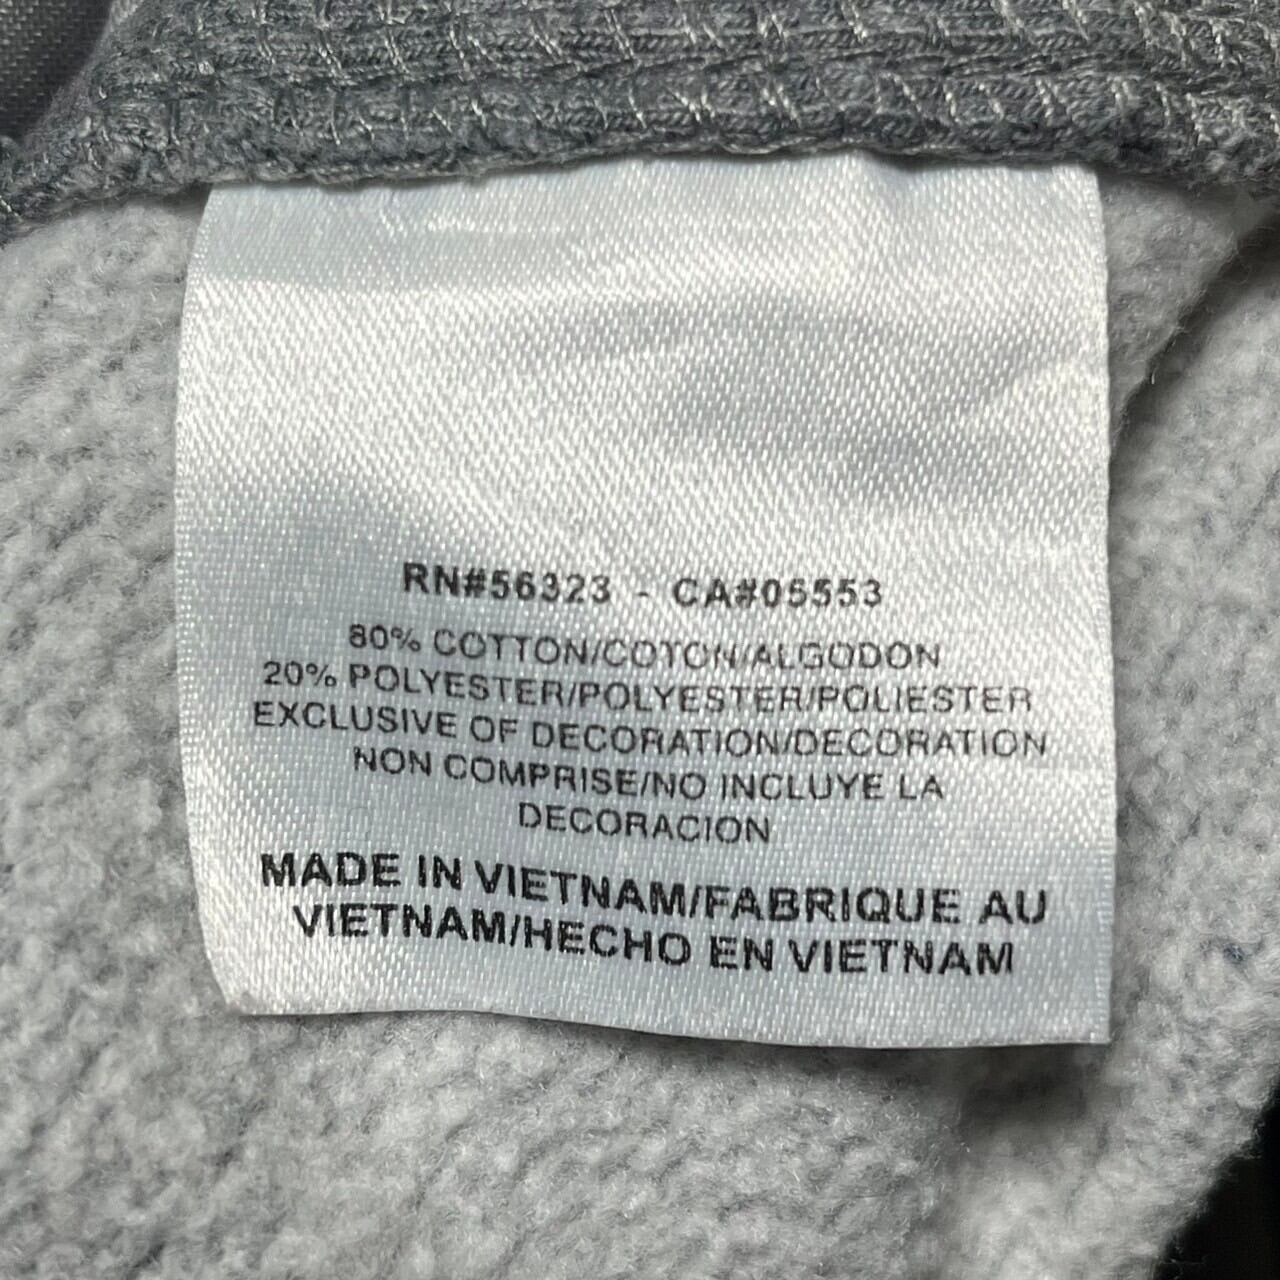 RN#56323 - CA#05553
80% COTTON/COTON/ALGODON
20% POLYESTER/POLYESTER/POLIESTER
EXCLUSIVE OF DECORATION/DECORATION
NON COMPRISE/NO INCLUYE LA
DECORACION
MADE IN VIETNAM/FABRIQUE AU
VIETNAM/HECHO EN VIETNAM